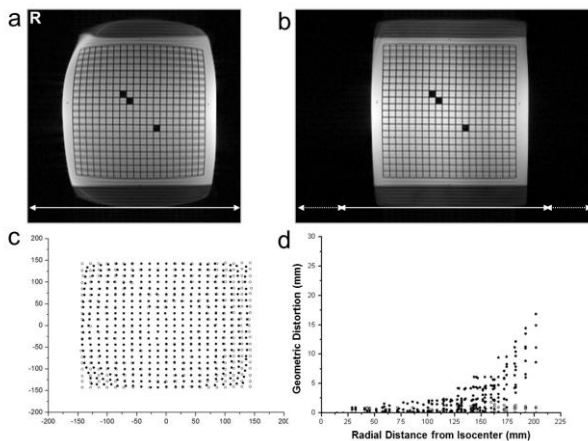 a
R
b
c
200
150
100
50
0
-50
-100
-150
-200
-200 -150 -100 -50 0 50 100 150 200
d
Geometric Distortion (mm)
30
25
20
15
10
5
0
0 25 50 75 100 125 150 175 200 225
Radial Distance from Isocenter (mm)